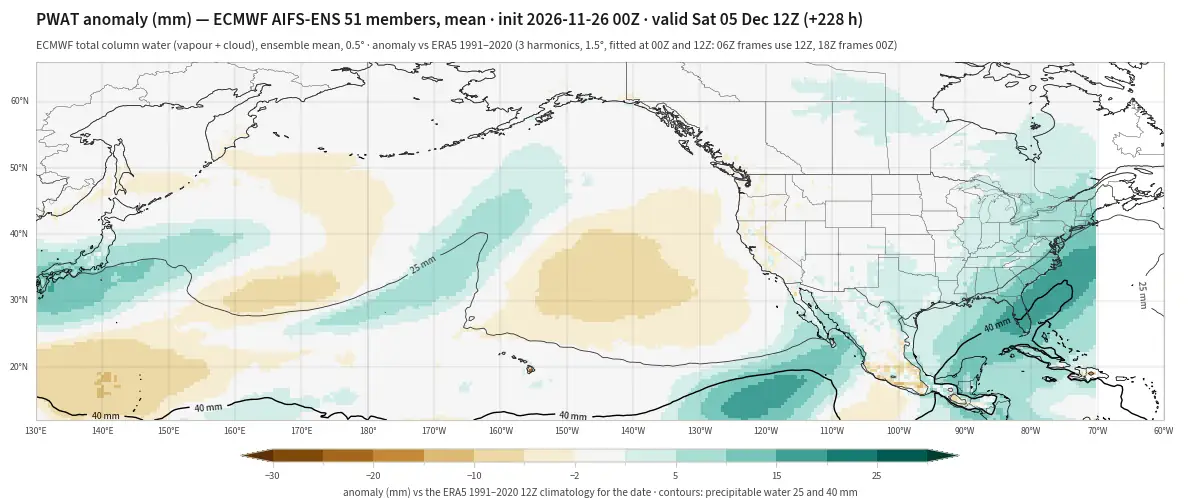 PWAT anomaly (mm) — ECMWF AIFS-ENS 51 members, mean · init 2026-11-26 00Z · valid Sat 05 Dec 12Z (+228 h)
ECMWF total column water (vapour + cloud), ensemble mean, 0.5° · anomaly vs ERA5 1991–2020 (3 harmonics, 1.5°, fitted at 00Z and 12Z: 06Z frames use 12Z, 18Z frames 00Z)
60°N
50°N
40°N
30°N
20°N
25 mm
25 mm
40 mm
40 mm
40 mm
40 mm
130°E 140°E 150°E 160°E 170°E 180° 170°W 160°W 150°W 140°W 130°W 120°W 110°W 100°W 90°W 80°W 70°W 60°W
−30 −20 −10 −2 5 15 25
anomaly (mm) vs the ERA5 1991–2020 12Z climatology for the date · contours: precipitable water 25 and 40 mm